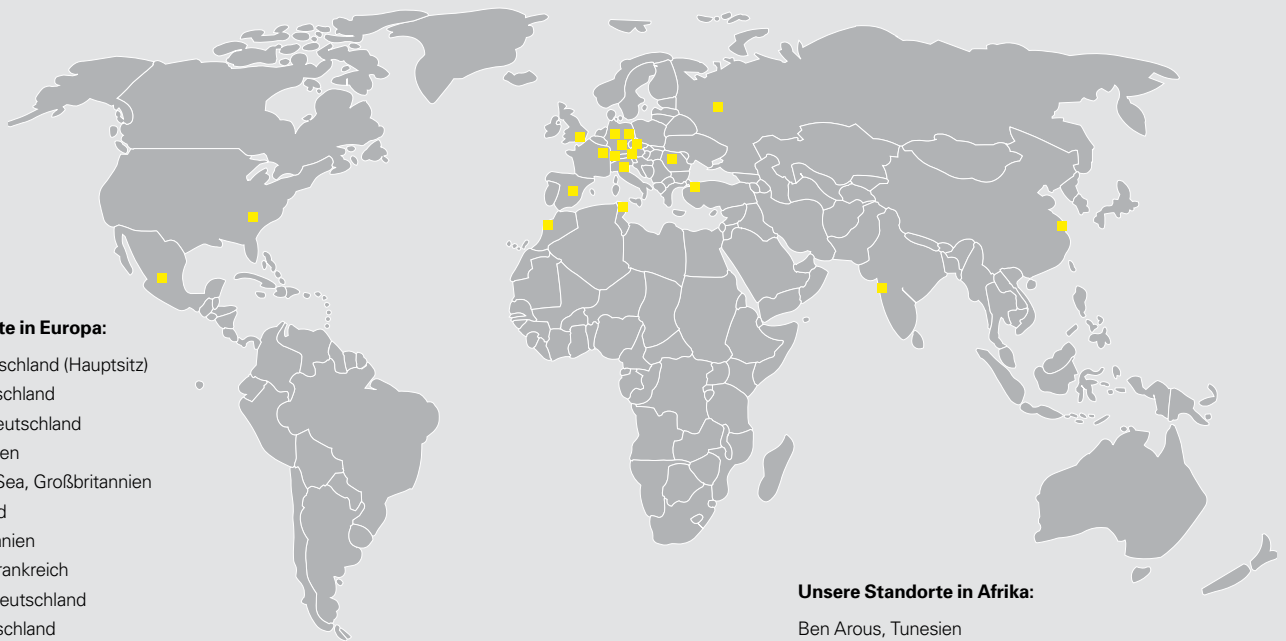 te in Europa:
schland (Hauptsitz)
schland
eutschland
en
Sea, Großbritannien
d
nien
rankreich
eutschland
schland
Unsere Standorte in Afrika:
Ben Arous, Tunesien